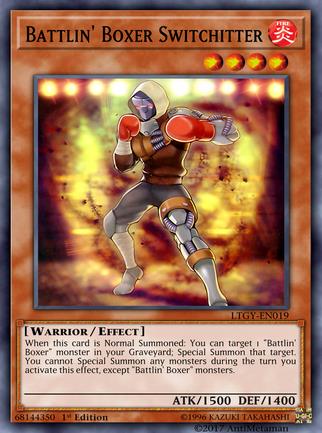 BATTLIN' BOXER SWITCHITTER
FIRE
炎
LTGY-EN019
[WARRIOR / EFFECT]
When this card is Normal Summoned: You can target 1 "Battlin'
Boxer" monster in your Graveyard; Special Summon that target.
You cannot Special Summon any monsters during the turn you
activate this effect, except "Battlin' Boxer" monsters.
ATK/1500 DEF/1400
68144350 1st Edition ©1996 KAZUKI TAKAHASHI
©2017 AntiMetaman